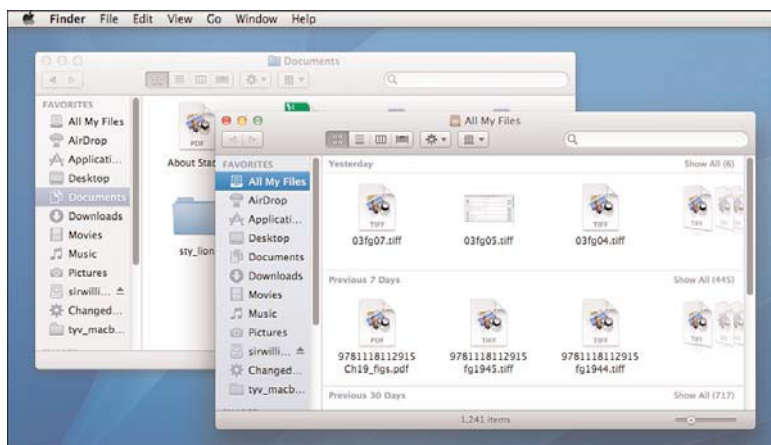 Finder File Edit View Go Window Help
Documents
FAVORITES
All My Files
AirDrop
Applicati...
Desktop
Documents
Downloads
Movies
Music
Pictures
sirwilli...
Changed...
tyv_macb...
PDF
About Stac
sty_lion
All My Files
FAVORITES
All My Files
AirDrop
Applicati...
Desktop
Documents
Downloads
Movies
Music
Pictures
sirwilli...
Changed...
tyv_macb...
Yesterday Show All (6)
TIFF TIFF
03fg07.tiff 03fg05.tiff 03fg04.tiff
Previous 7 Days Show All (445)
PDF TIFF TIFF
9781118112915 9781118112915 9781118112915
Ch19_figs.pdf fg1945.tiff fg1944.tiff
Previous 30 Days Show All (717)
1,241 items